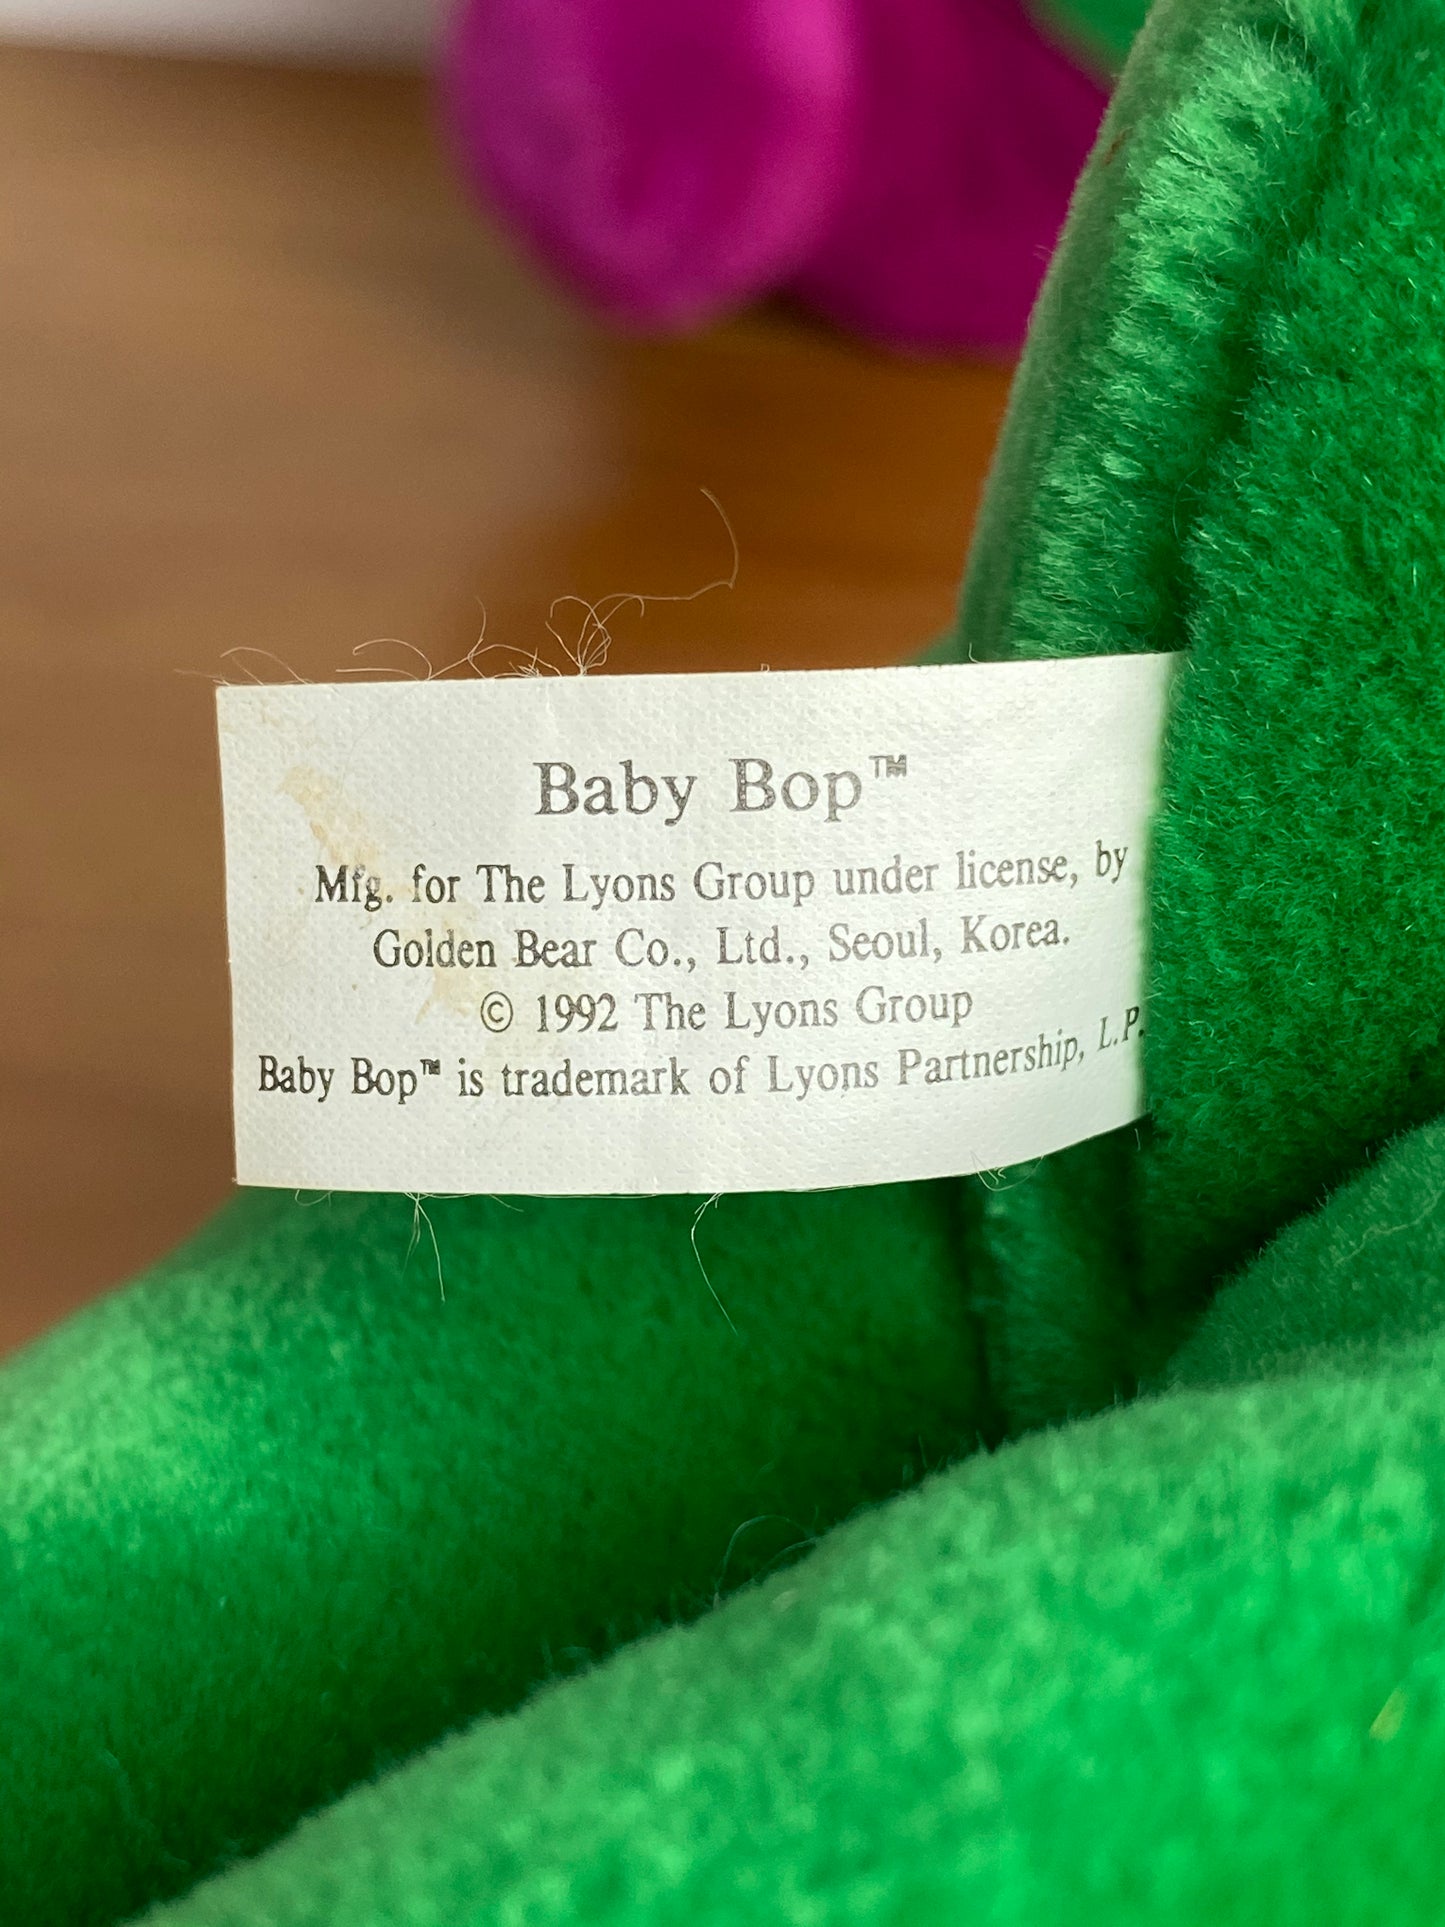 Baby Bop™
Mfg. for The Lyons Group under license, by
Golden Bear Co., Ltd., Seoul, Korea.
© 1992 The Lyons Group
Baby Bop™ is trademark of Lyons Partnership, L.P.